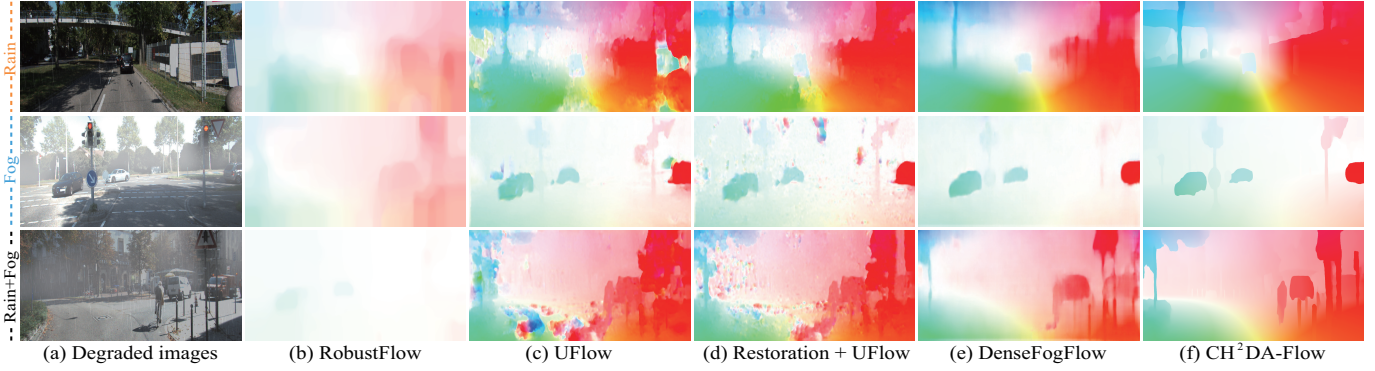 Rain
Fog
Rain+Fog
(a) Degraded images
(b) RobustFlow
(c) UFlow
(d) Restoration + UFlow
(e) DenseFogFlow
(f) CH²DA-Flow